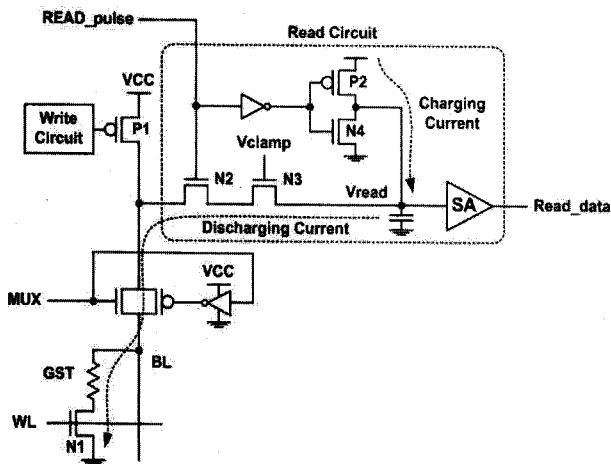 READ_pulse
Read Circuit
VCC
P2
Write
Circuit
P1
N4
Charging
Current
Vclamp
N2
N3
Vread
SA
Read_data
Discharging Current
VCC
MUX
BL
GST
WL
N1